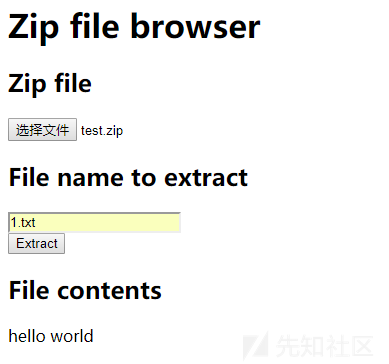 Zip file browser
Zip file
选择文件 test.zip
File name to extract
1.txt
Extract
File contents
hello world
先知社区